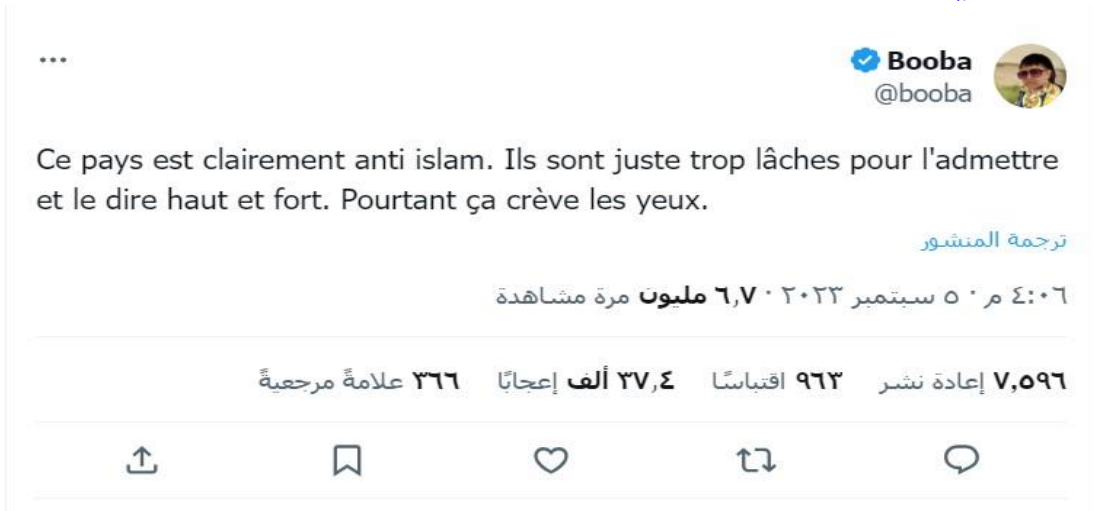 Booba
@booba
Ce pays est clairement anti islam. Ils sont juste trop lâches pour l'admettre
et le dire haut et fort. Pourtant ça crève les yeux.
ترجمة المنشور
٤:٠٦ م · ٥ سبتمبر ٢٠٢٣ · ٦,٧ مليون مرة مشاهدة
٧,٥٩٦ إعادة نشر ٩٦٣ اقتباسًا ٣٧,٤ ألف إعجابًا ٣٦٦ علامةً مرجعيةً